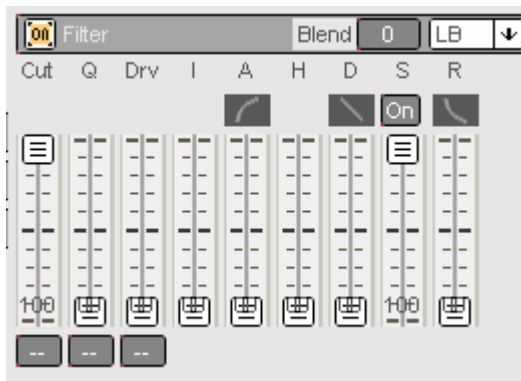 on Filter Blend 0 LB
Cut Q Drv I A H D S R
On
100 100
-- -- --